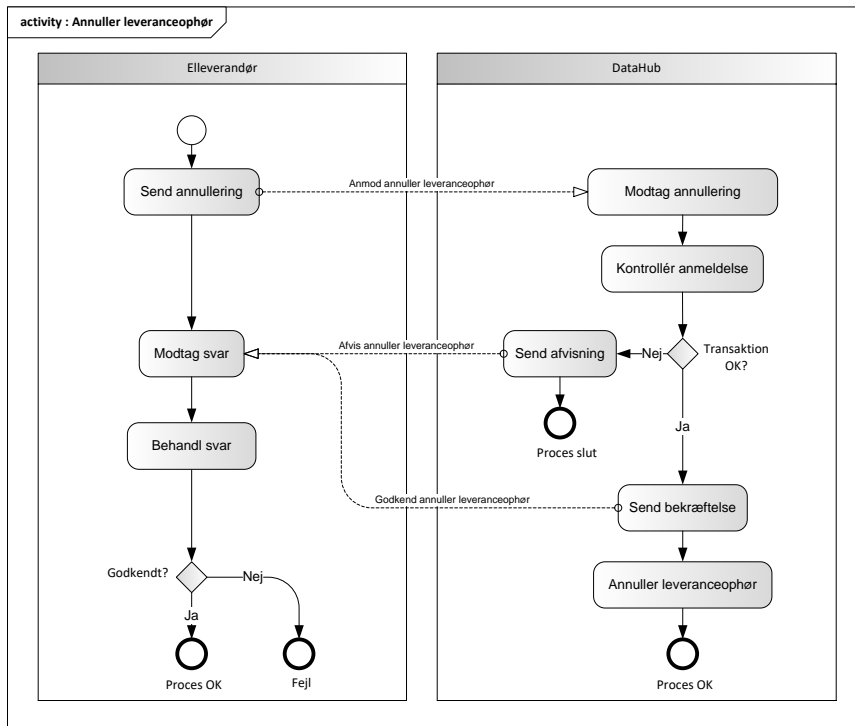 activity : Annuller leveranceophør
Elleverandør
DataHub
Send annullering
Anmod annuller leveranceophør
Modtag annullering
Kontrollér anmeldelse
Modtag svar
Afvis annuller leveranceophør
Send afvisning
Nej
Transaktion
OK?
Proces slut
Ja
Behandl svar
Godkend annuller leveranceophør
Send bekræftelse
Annuller leveranceophør
Godkendt?
Nej
Ja
Proces OK
Fejl
Proces OK